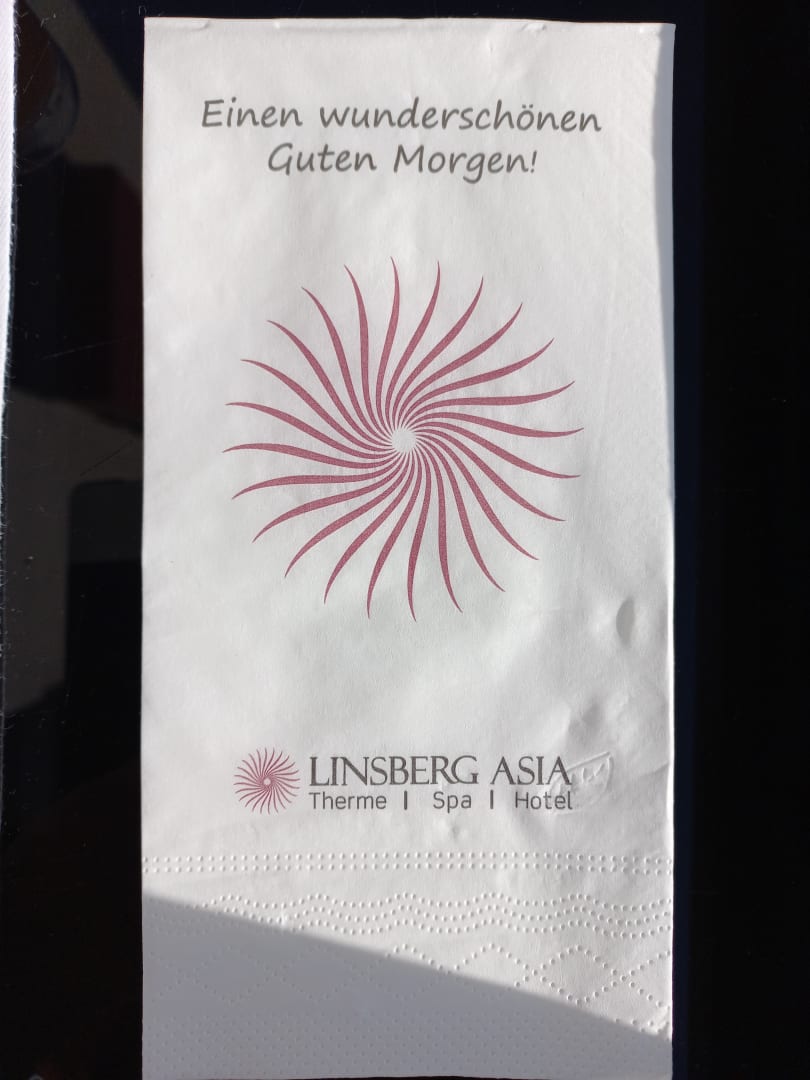 Einen wunderschönen
Guten Morgen!
LINSBERG ASIA
Therme | Spa | Hotel